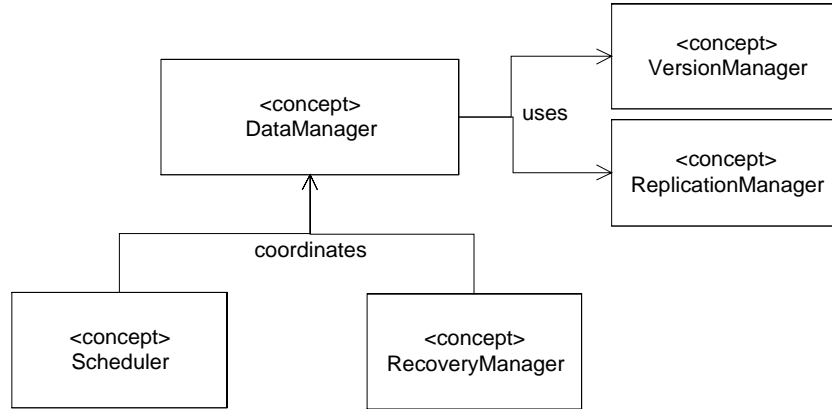 <concept>
VersionManager
<concept>
DataManager
uses
<concept>
ReplicationManager
coordinates
<concept>
Scheduler
<concept>
RecoveryManager